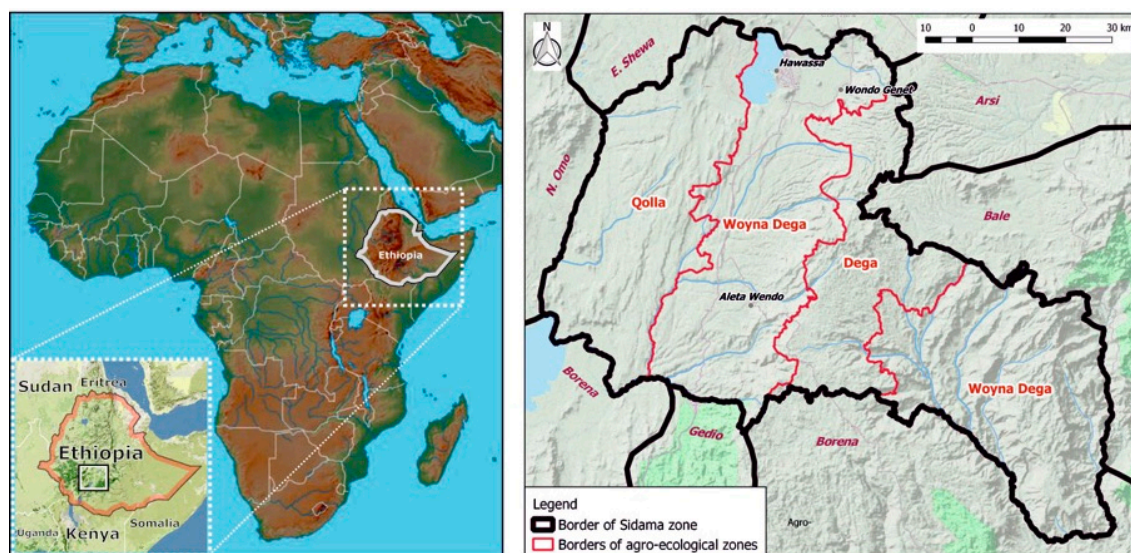 Ethiopia
Sudan
Eritrea
Ethiopia
Uganda
Kenya
Somalia
10 0 10 20 30 km
N
E. Shewa
Hawassa
Wondo Genet
Arsi
N. Omo
Qolla
Woyna Dega
Bale
Dega
Aleta Wendo
Borena
Woyna Dega
Gedio
Borena
Legend
Border of Sidama zone
Agro-
Borders of agro-ecological zones